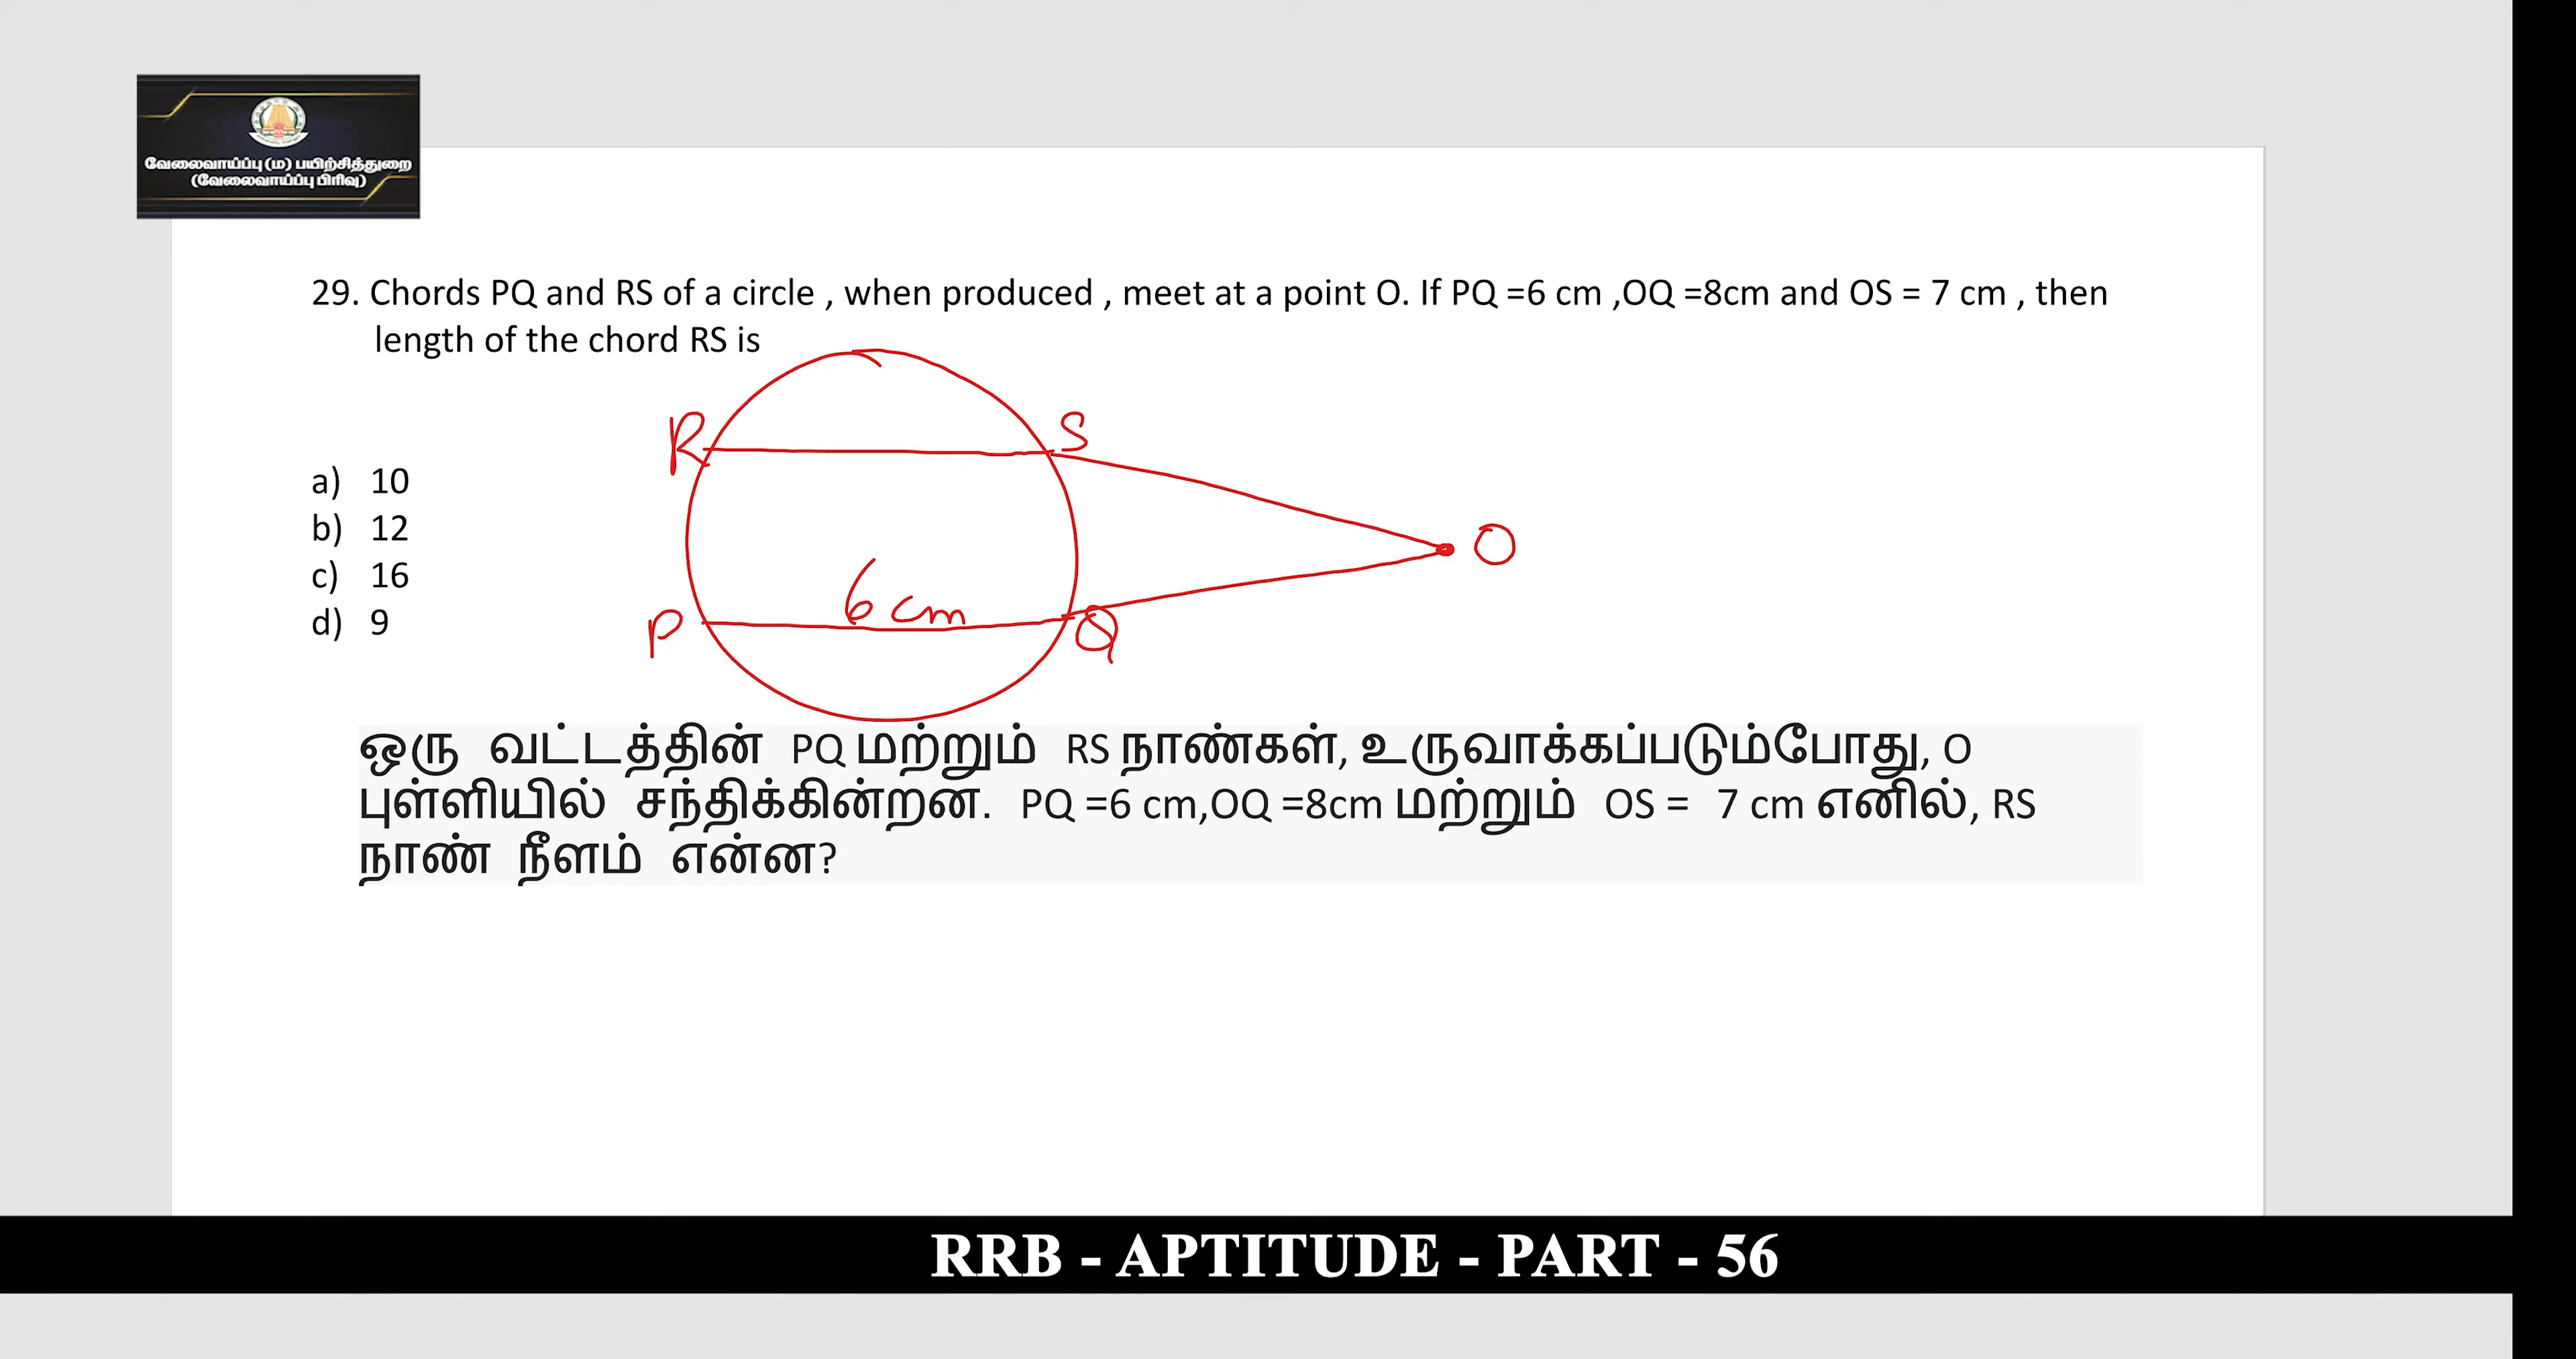 வேலைவாய்ப்பு (ம) பயிற்சித்துறை
(வேலைவாய்ப்பு பிரிவு)
29. Chords PQ and RS of a circle , when produced , meet at a point O. If PQ =6 cm ,OQ =8cm and OS = 7 cm , then
length of the chord RS is
R S
a) 10
b) 12
c) 16
d) 9
O
6 cm
P Q
ஒரு வட்டத்தின் PQ மற்றும் RS நாண்கள், உருவாக்கப்படும்போது, O
புள்ளியில் சந்திக்கின்றன. PQ =6 cm,OQ =8cm மற்றும் OS = 7 cm எனில், RS
நாண் நீளம் என்ன?
RRB - APTITUDE - PART - 56